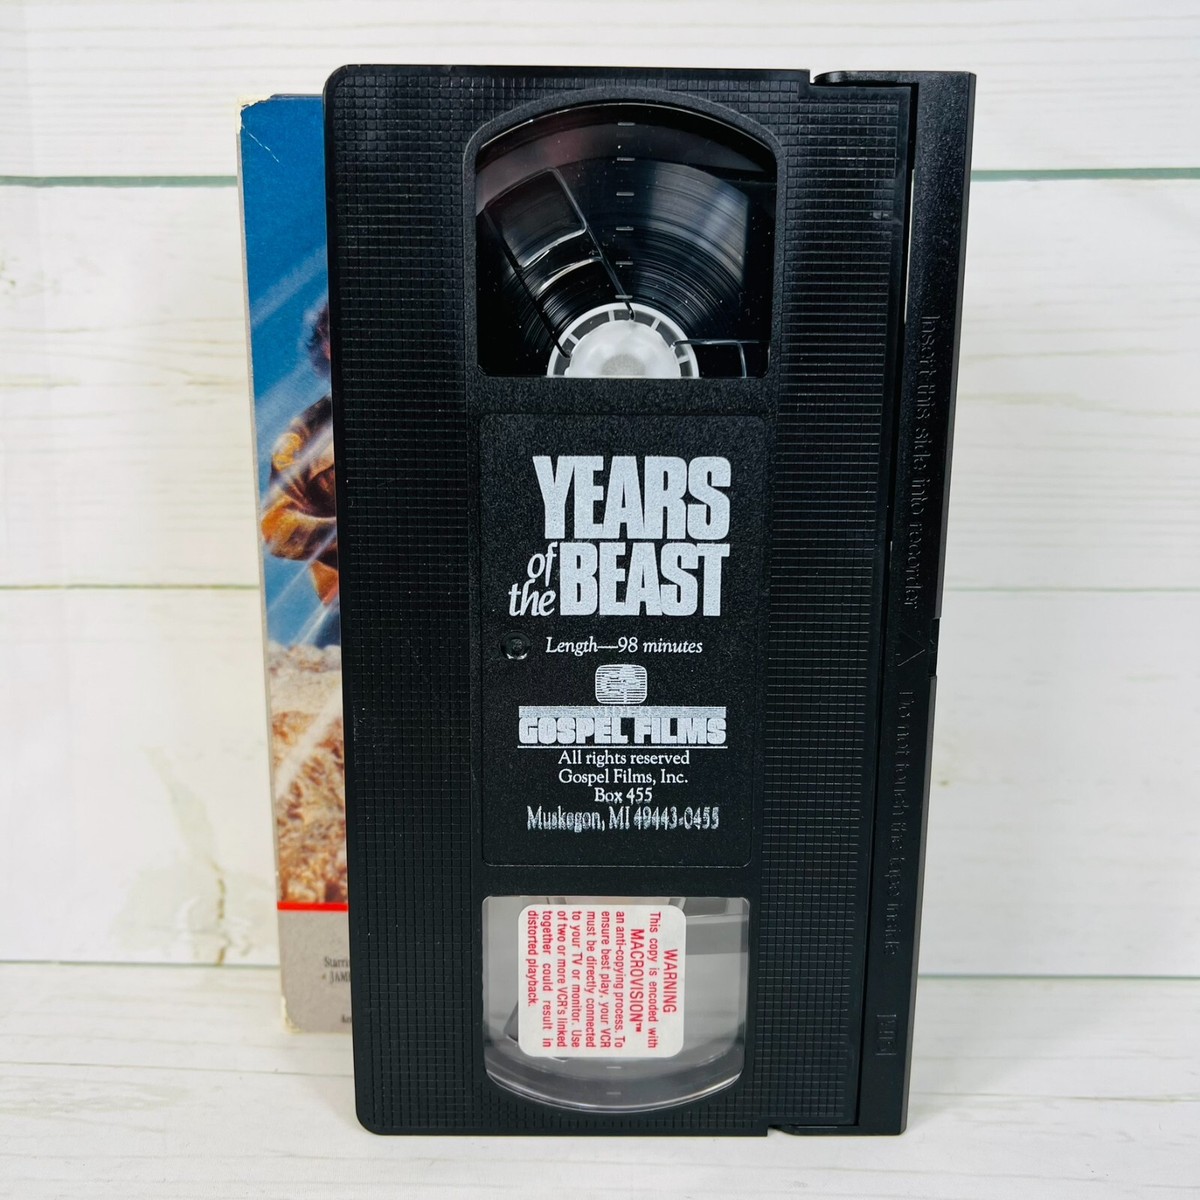 YEARS
of
the BEAST
Length—98 minutes
GOSPEL FILMS
All rights reserved
Gospel Films, Inc.
Box 455
Muskegon, MI 49443-0455
WARNING
This copy is encoded with
MACROVISION™
an anti-copying process. To
ensure best play, your VCR
must be directly connected
to your TV or monitor. Use
of two or more VCR's linked
together could result in
distorted playback.
Insert this side into recorder
Do not touch the tape inside